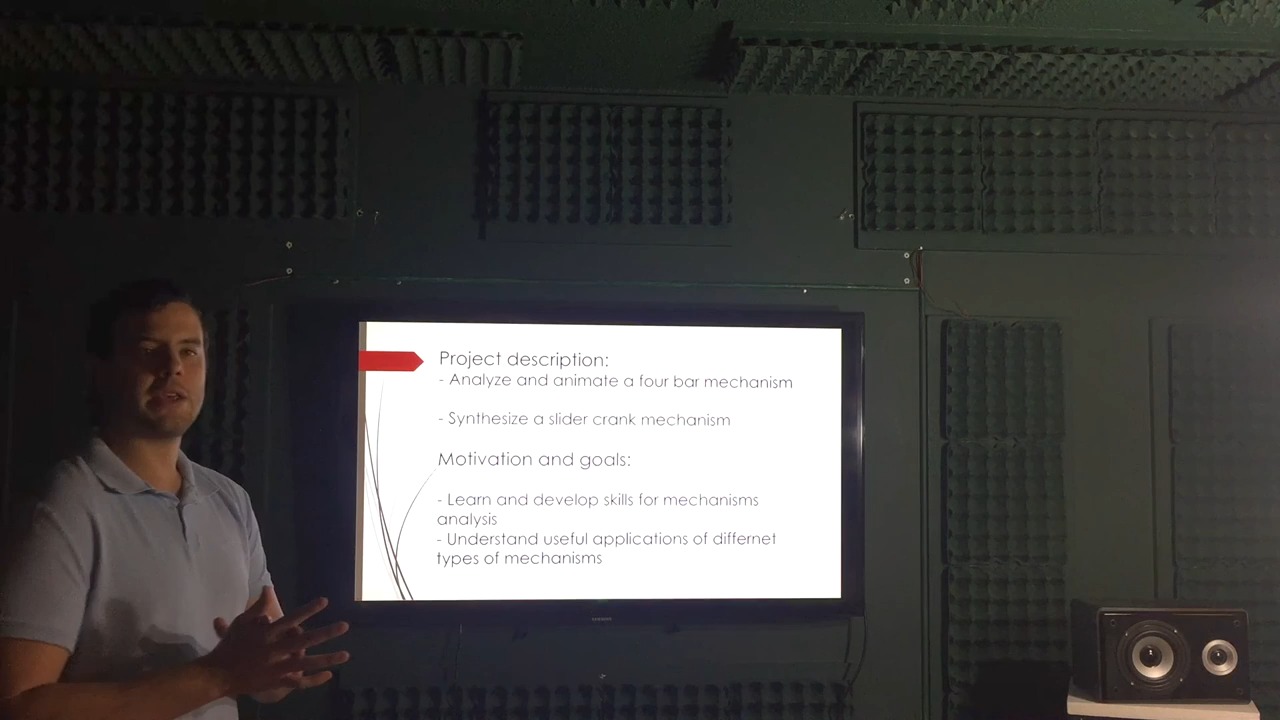 Project description:
- Analyze and animate a four bar mechanism
- Synthesize a slider crank mechanism
Motivation and goals:
- Learn and develop skills for mechanisms
analysis
- Understand useful applications of differnet
types of mechanisms